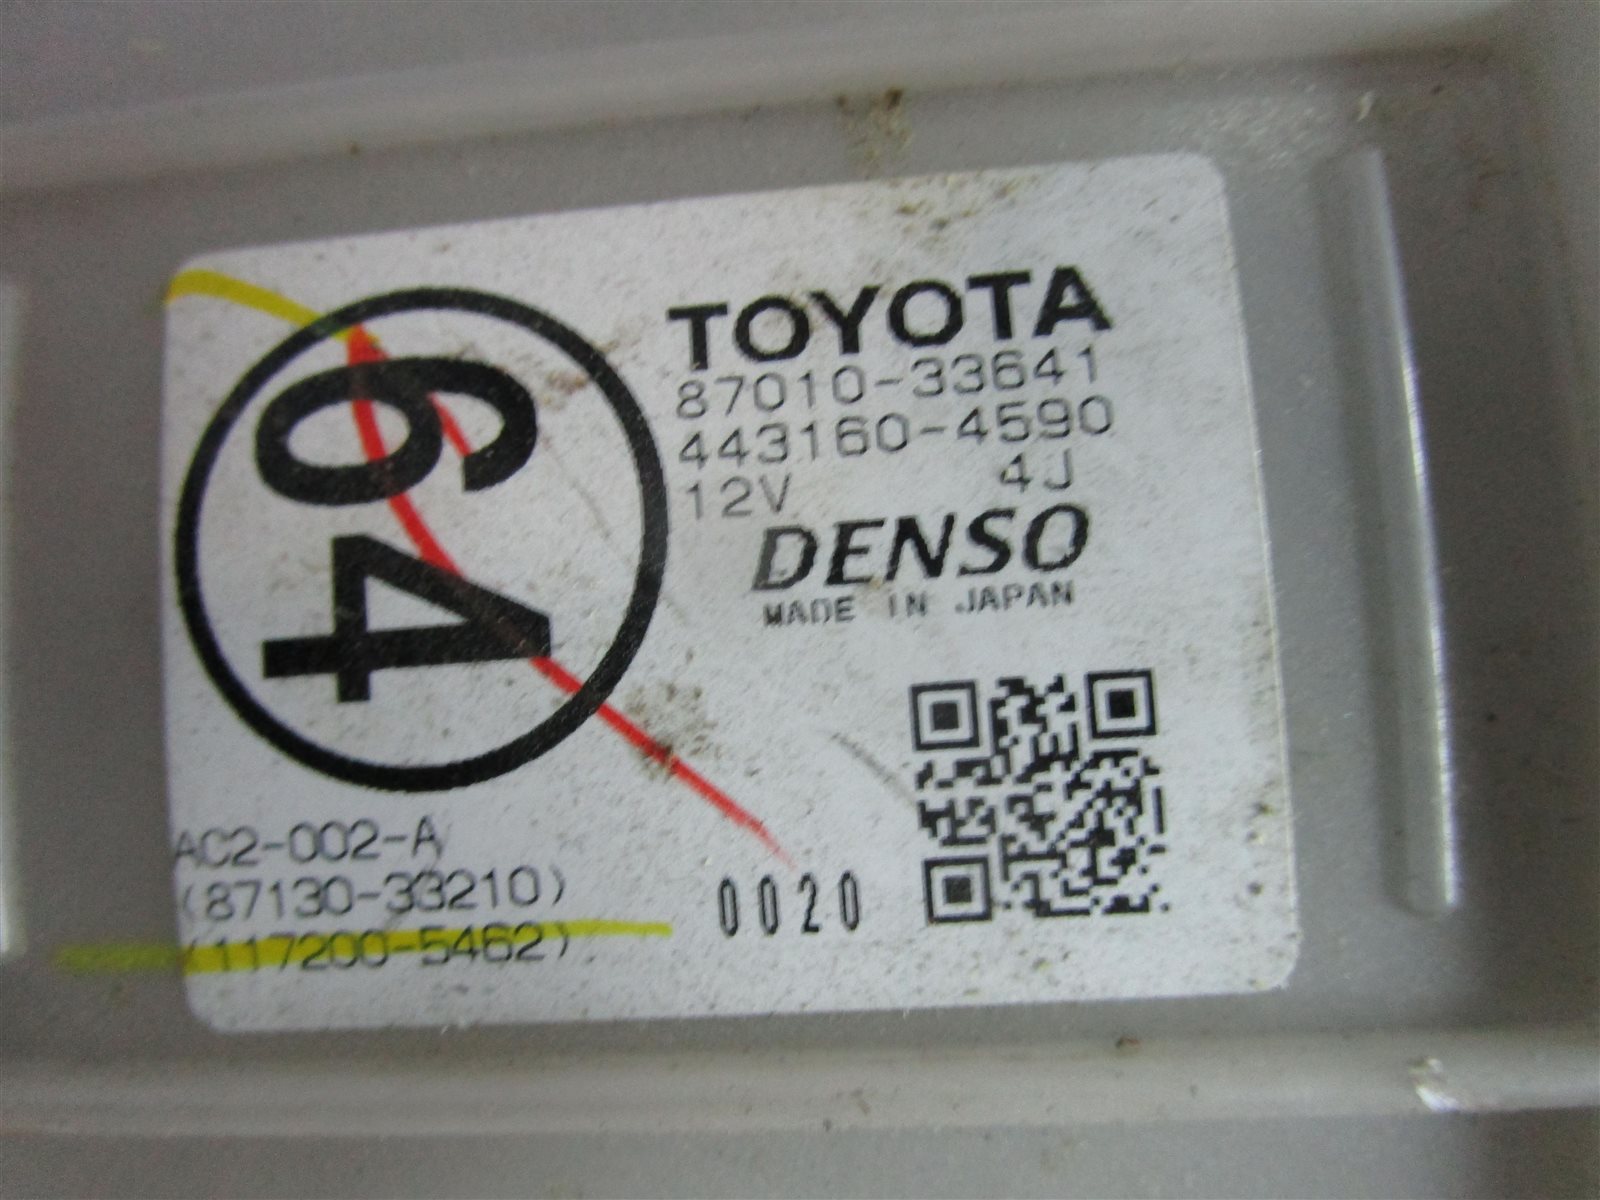 64
TOYOTA
87010-33641
443160-4590
12V 4J
DENSO
MADE IN JAPAN
AC2-002-A
(87130-33210)
(117200-5462)
0020